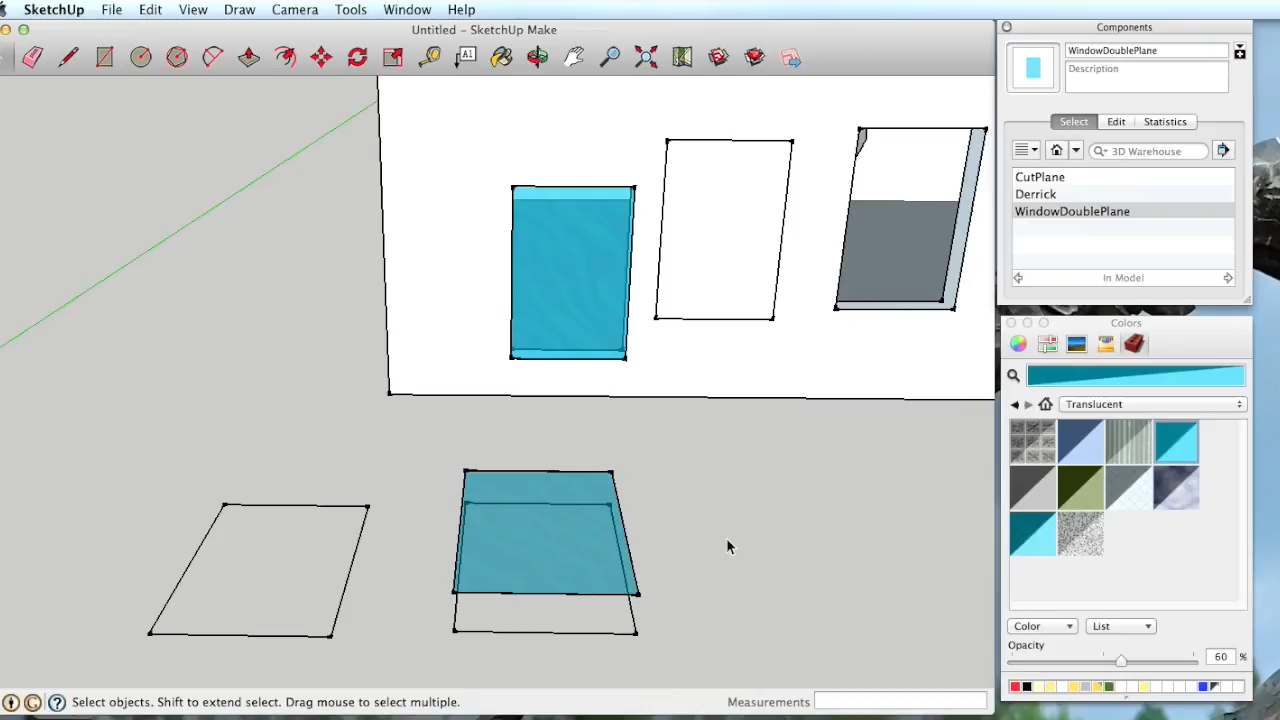 SketchUp File Edit View Draw Camera Tools Window Help
Untitled - SketchUp Make
A1
Components
WindowDoublePlane
Description
Select Edit Statistics
3D Warehouse
CutPlane
Derrick
WindowDoublePlane
In Model
Colors
Translucent
Color List
Opacity
60 %
Select objects. Shift to extend select. Drag mouse to select multiple.
Measurements